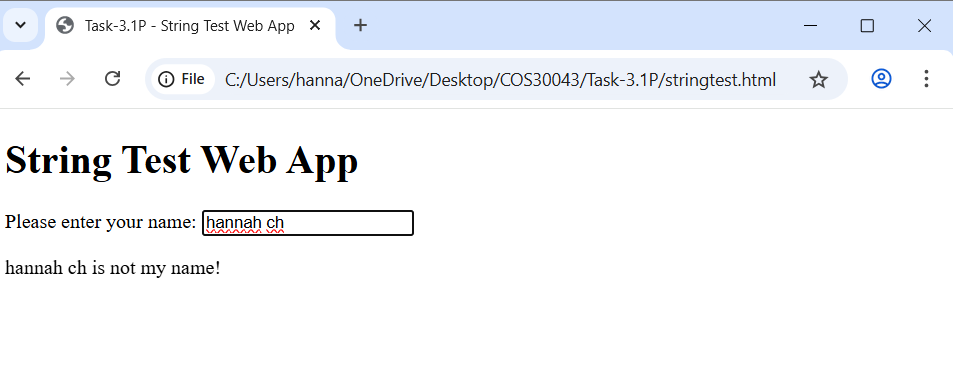 Task-3.1P - String Test Web App
File C:/Users/hanna/OneDrive/Desktop/COS30043/Task-3.1P/stringtest.html
String Test Web App
Please enter your name: hannah ch
hannah ch is not my name!